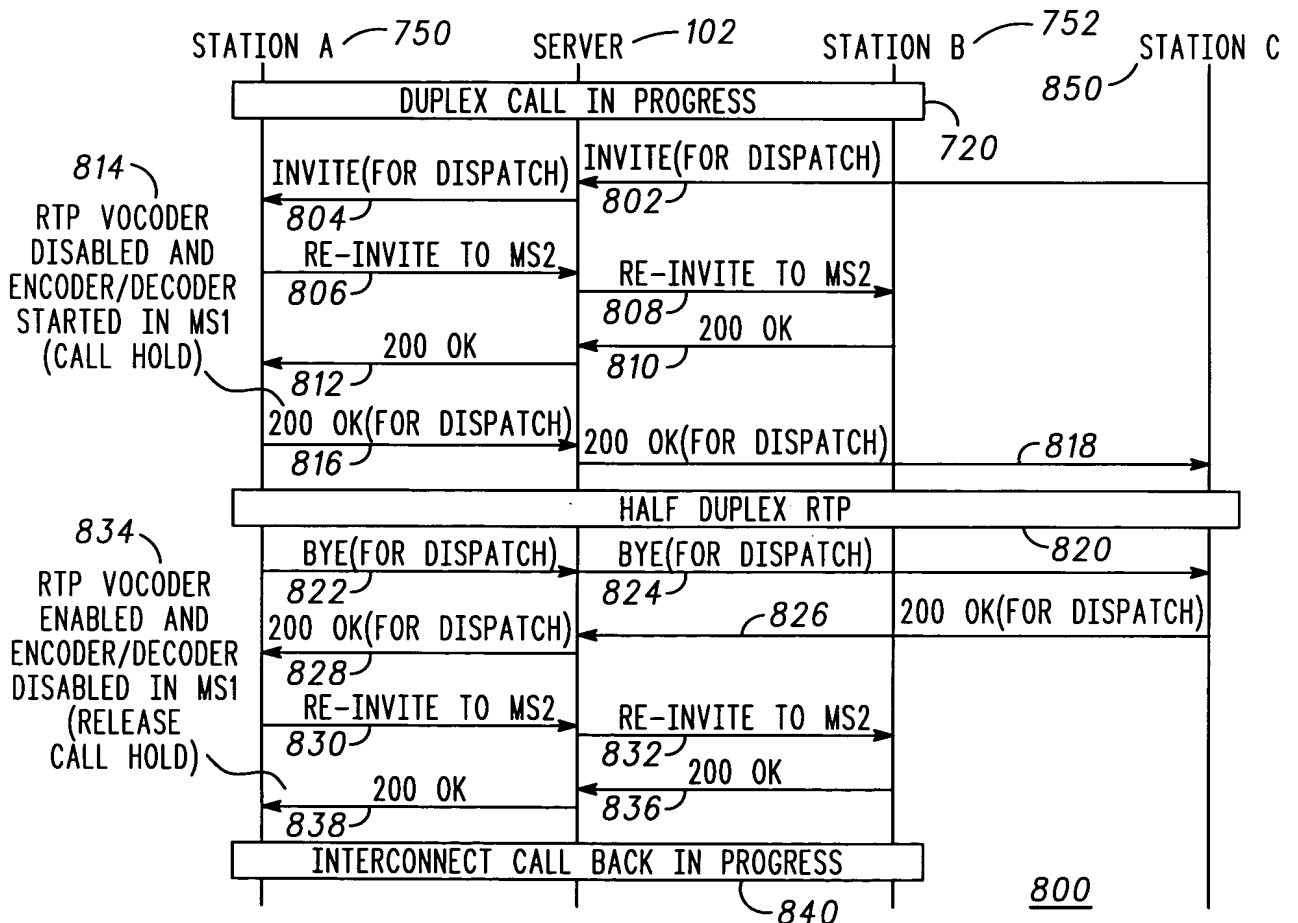 STATION A 750 SERVER 102 STATION B 752 STATION C 850
DUPLEX CALL IN PROGRESS
720
INVITE(FOR DISPATCH)
802
INVITE(FOR DISPATCH)
804
814
RTP VOCODER
DISABLED AND
ENCODER/DECODER
STARTED IN MS1
(CALL HOLD)
RE-INVITE TO MS2
806
RE-INVITE TO MS2
808
200 OK
810
200 OK
812
200 OK(FOR DISPATCH)
816
200 OK(FOR DISPATCH)
818
HALF DUPLEX RTP
820
834
RTP VOCODER
ENABLED AND
ENCODER/DECODER
DISABLED IN MS1
(RELEASE
CALL HOLD)
BYE(FOR DISPATCH)
822
BYE(FOR DISPATCH)
824
200 OK(FOR DISPATCH)
826
200 OK(FOR DISPATCH)
828
RE-INVITE TO MS2
830
RE-INVITE TO MS2
832
200 OK
836
200 OK
838
INTERCONNECT CALL BACK IN PROGRESS
840
800